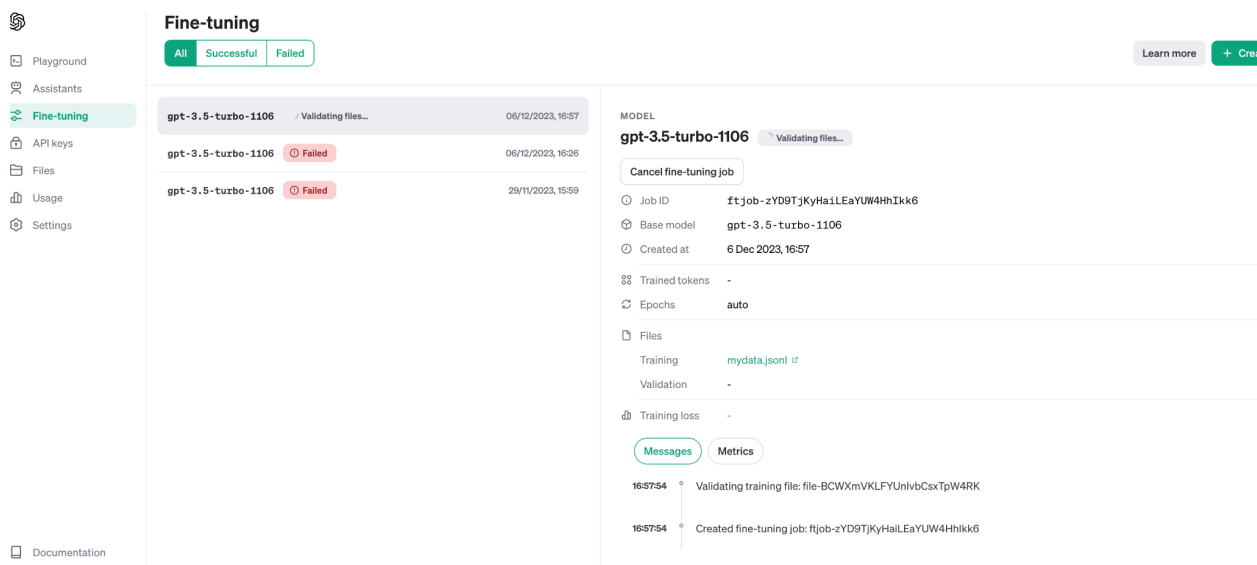 Fine-tuning
All Successful Failed
Learn more + Crea
Playground
Assistants
Fine-tuning
API keys
Files
Usage
Settings
Documentation
gpt-3.5-turbo-1106 Validating files... 06/12/2023, 16:57
gpt-3.5-turbo-1106 Failed 06/12/2023, 16:26
gpt-3.5-turbo-1106 Failed 29/11/2023, 15:59
MODEL
gpt-3.5-turbo-1106 Validating files...
Cancel fine-tuning job
Job ID ftjob-zYD9TjKyHaiLEaYUW4HhIkk6
Base model gpt-3.5-turbo-1106
Created at 6 Dec 2023, 16:57
Trained tokens -
Epochs auto
Files
Training mydata.jsonl
Validation -
Training loss -
Messages Metrics
16:57:54 Validating training file: file-BCWXmVKLFYUnIvbCsxTpW4RK
16:57:54 Created fine-tuning job: ftjob-zYD9TjKyHaiLEaYUW4HhIkk6